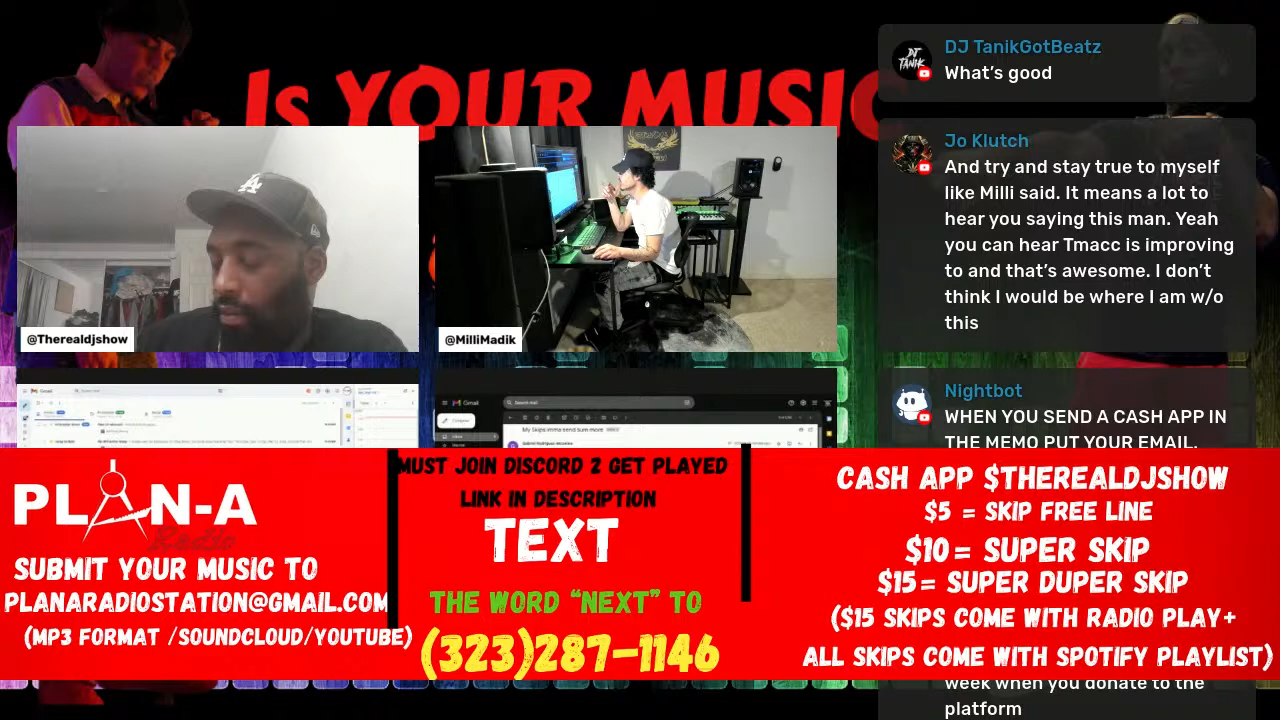 Is YOUR MUSIC
DJ TanikGotBeatz
What's good
Jo Klutch
And try and stay true to myself
like Milli said. It means a lot to
hear you saying this man. Yeah
you can hear Tmacc is improving
to and that's awesome. I don't
think I would be where I am w/o
this
Nightbot
WHEN YOU SEND A CASH APP IN
THE MEMO PUT YOUR EMAIL.
week when you donate to the
platform
@Therealdjshow
@MilliMadik
Gmail
Gmail
Search mail
Compose
PLAN-A
Radio
SUBMIT YOUR MUSIC TO
PLANARADIOSTATION@GMAIL.COM
(MP3 FORMAT /SOUNDCLOUD/YOUTUBE)
MUST JOIN DISCORD 2 GET PLAYED
LINK IN DESCRIPTION
TEXT
THE WORD "NEXT" TO
(323)287-1146
CASH APP $THEREALDJSHOW
$5 = SKIP FREE LINE
$10= SUPER SKIP
$15= SUPER DUPER SKIP
($15 SKIPS COME WITH RADIO PLAY+
ALL SKIPS COME WITH SPOTIFY PLAYLIST)